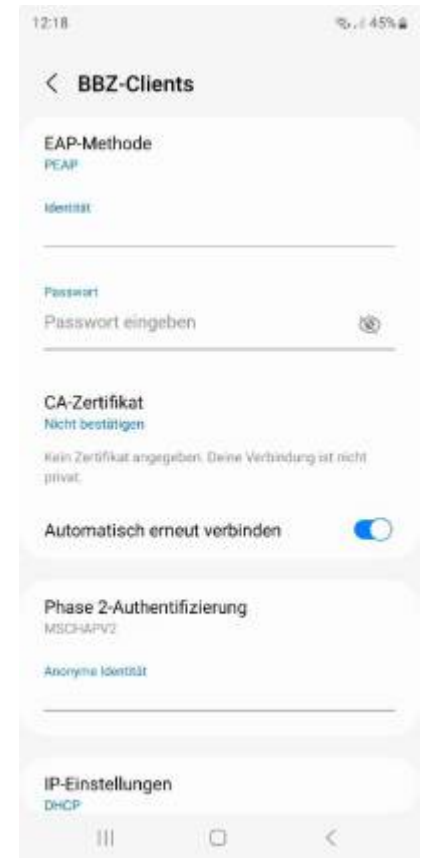 12:18
45%
BBZ-Clients
EAP-Methode
PEAP
Identität
Passwort
Passwort eingeben
CA-Zertifikat
Nicht bestätigen
Kein Zertifikat angegeben. Deine Verbindung ist nicht
privat.
Automatisch erneut verbinden
Phase 2-Authentifizierung
MSCHAPV2
Anonyme Identität
IP-Einstellungen
DHCP